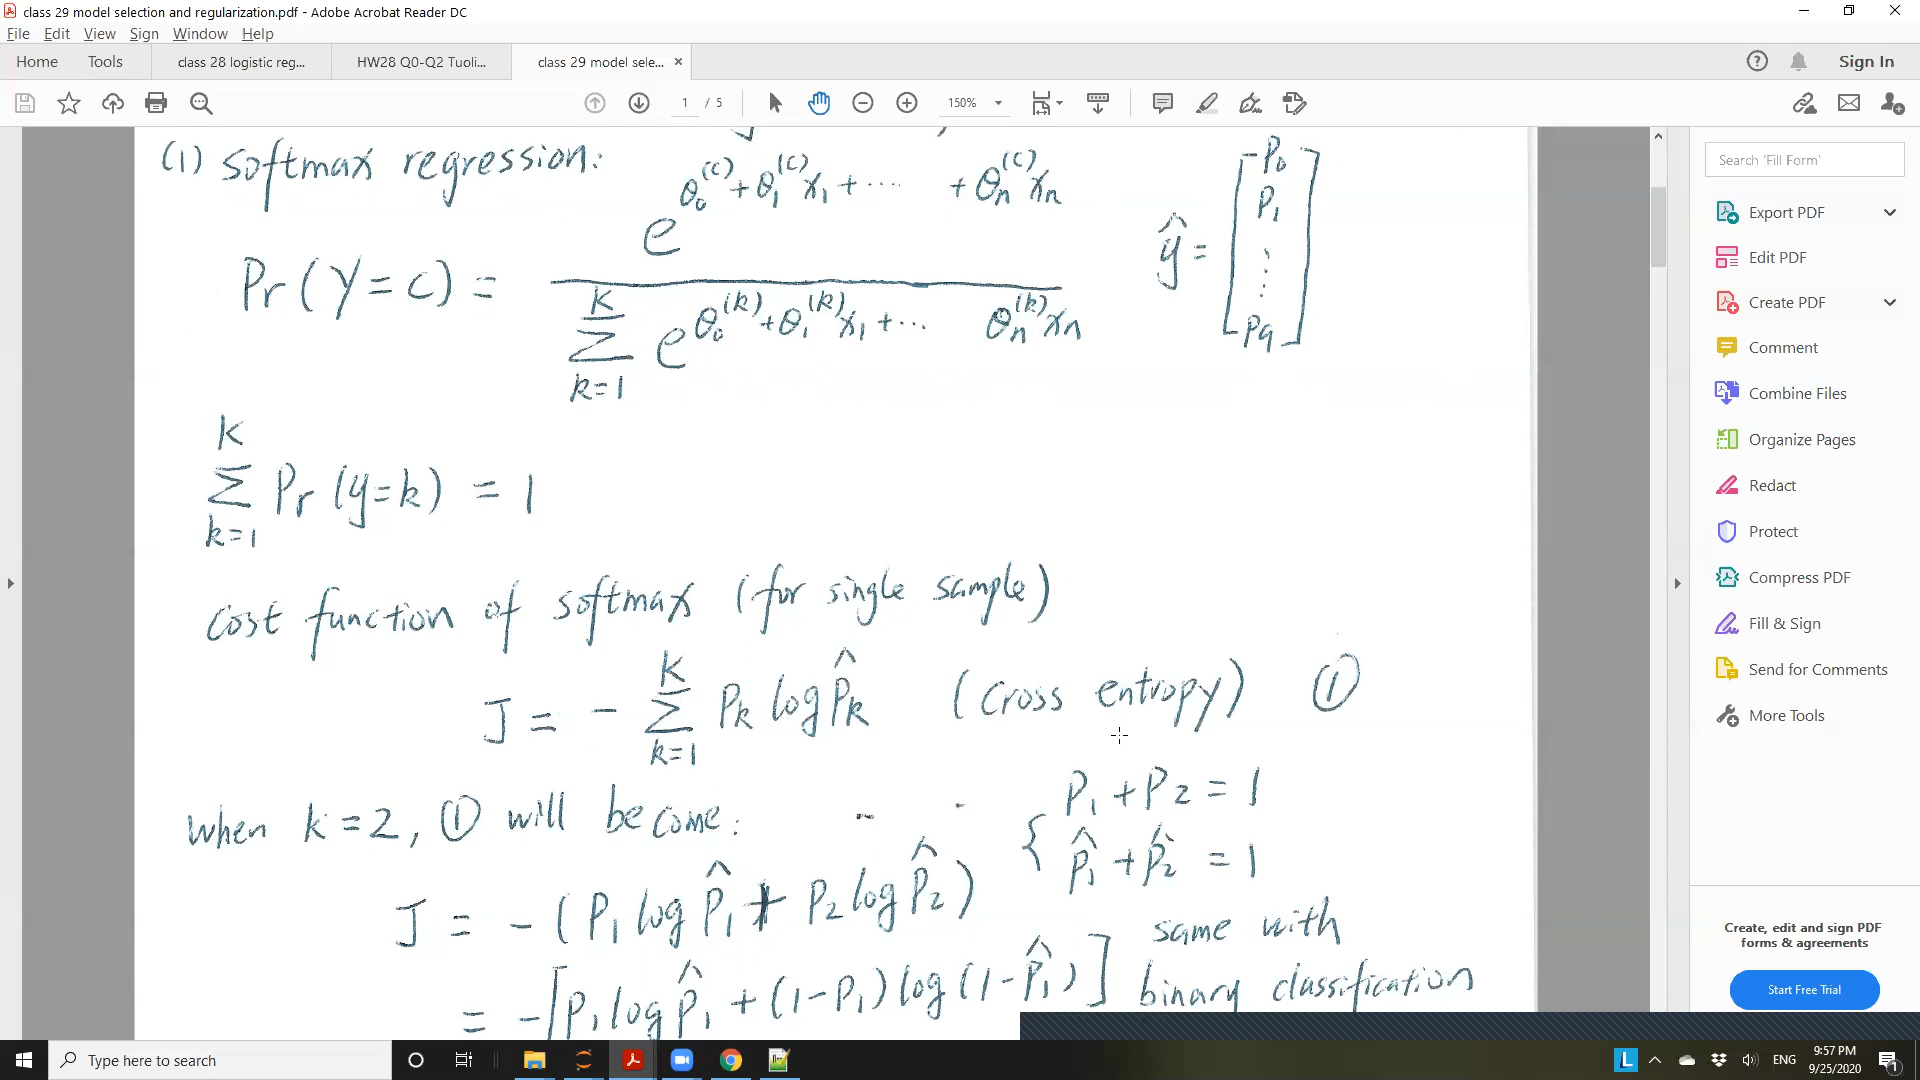 class 29 model selection and regularization.pdf - Adobe Acrobat Reader DC
File Edit View Sign Window Help
Home Tools class 28 logistic reg... HW28 Q0-Q2 Tuoli... class 29 model sele... ×
Sign In
1 / 5 150%
(1) softmax regression:
Pr(Y=c) = e^{θ₀^{(c)}+θ₁^{(c)}x₁+ ···· +θₙ^{(c)}xₙ} / Σ_{k=1}^{K} e^{θ₀^{(k)}+θ₁^{(k)}x₁+··· θₙ^{(k)}xₙ}
ŷ = [P₀ P₁ ⋮ P₉]
Σ_{k=1}^{K} Pr(y=k) = 1
cost function of softmax (for single sample)
J = - Σ_{k=1}^{K} Pₖ log P̂ₖ (cross entropy) ①
When k=2, ① will become:
{ P₁+P₂ = 1
P̂₁+P̂₂ = 1
J = -(P₁ log P̂₁ + P₂ log P̂₂)
= -[P₁ log P̂₁ + (1-P₁) log(1-P̂₁)]
same with
binary classification
Search 'Fill Form'
Export PDF
Edit PDF
Create PDF
Comment
Combine Files
Organize Pages
Redact
Protect
Compress PDF
Fill & Sign
Send for Comments
More Tools
Create, edit and sign PDF
forms & agreements
Start Free Trial
Type here to search
L
ENG
9:57 PM
9/25/2020
1